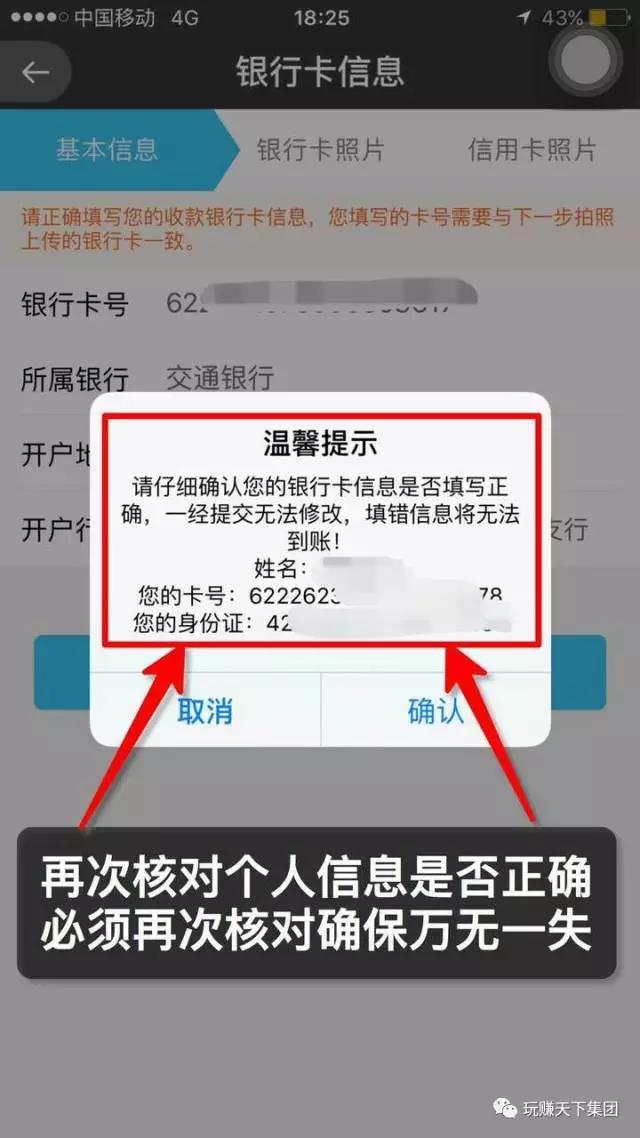 中国移动 4G 18:25 43%
银行卡信息
基本信息 银行卡照片 信用卡照片
请正确填写您的收款银行卡信息，您填写的卡号需要与下一步拍照
上传的银行卡一致。
银行卡号 62
所属银行 交通银行
开户地
开户行 支行
温馨提示
请仔细确认您的银行卡信息是否填写正
确，一经提交无法修改，填错信息将无法
到账！
姓名：
您的卡号：622262 78
您的身份证：42
取消 确认
再次核对个人信息是否正确
必须再次核对确保万无一失
玩赚天下集团